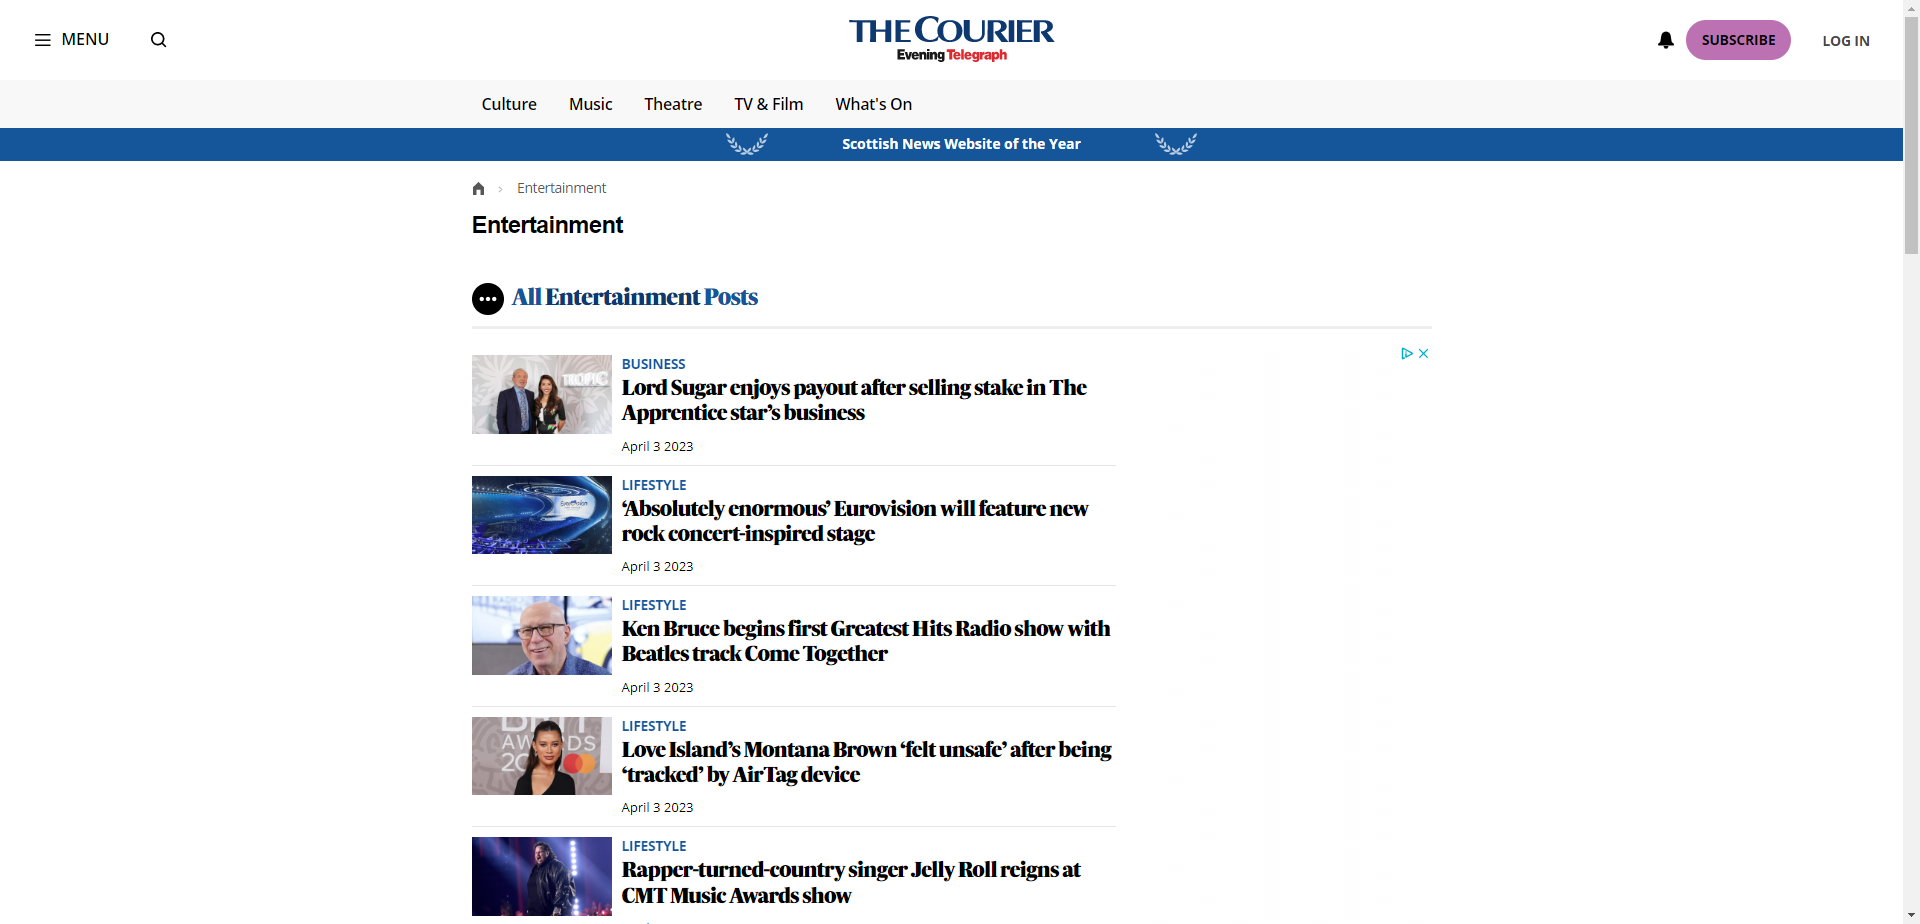 MENU
THE COURIER
Evening Telegraph
SUBSCRIBE
LOG IN
Culture
Music
Theatre
TV & Film
What's On
Scottish News Website of the Year
Entertainment
Entertainment
All Entertainment Posts
TROPIC
BUSINESS
Lord Sugar enjoys payout after selling stake in The
Apprentice star’s business
April 3 2023
LIFESTYLE
‘Absolutely enormous’ Eurovision will feature new
rock concert-inspired stage
April 3 2023
LIFESTYLE
Ken Bruce begins first Greatest Hits Radio show with
Beatles track Come Together
April 3 2023
LIFESTYLE
Love Island’s Montana Brown ‘felt unsafe’ after being
‘tracked’ by AirTag device
April 3 2023
LIFESTYLE
Rapper-turned-country singer Jelly Roll reigns at
CMT Music Awards show